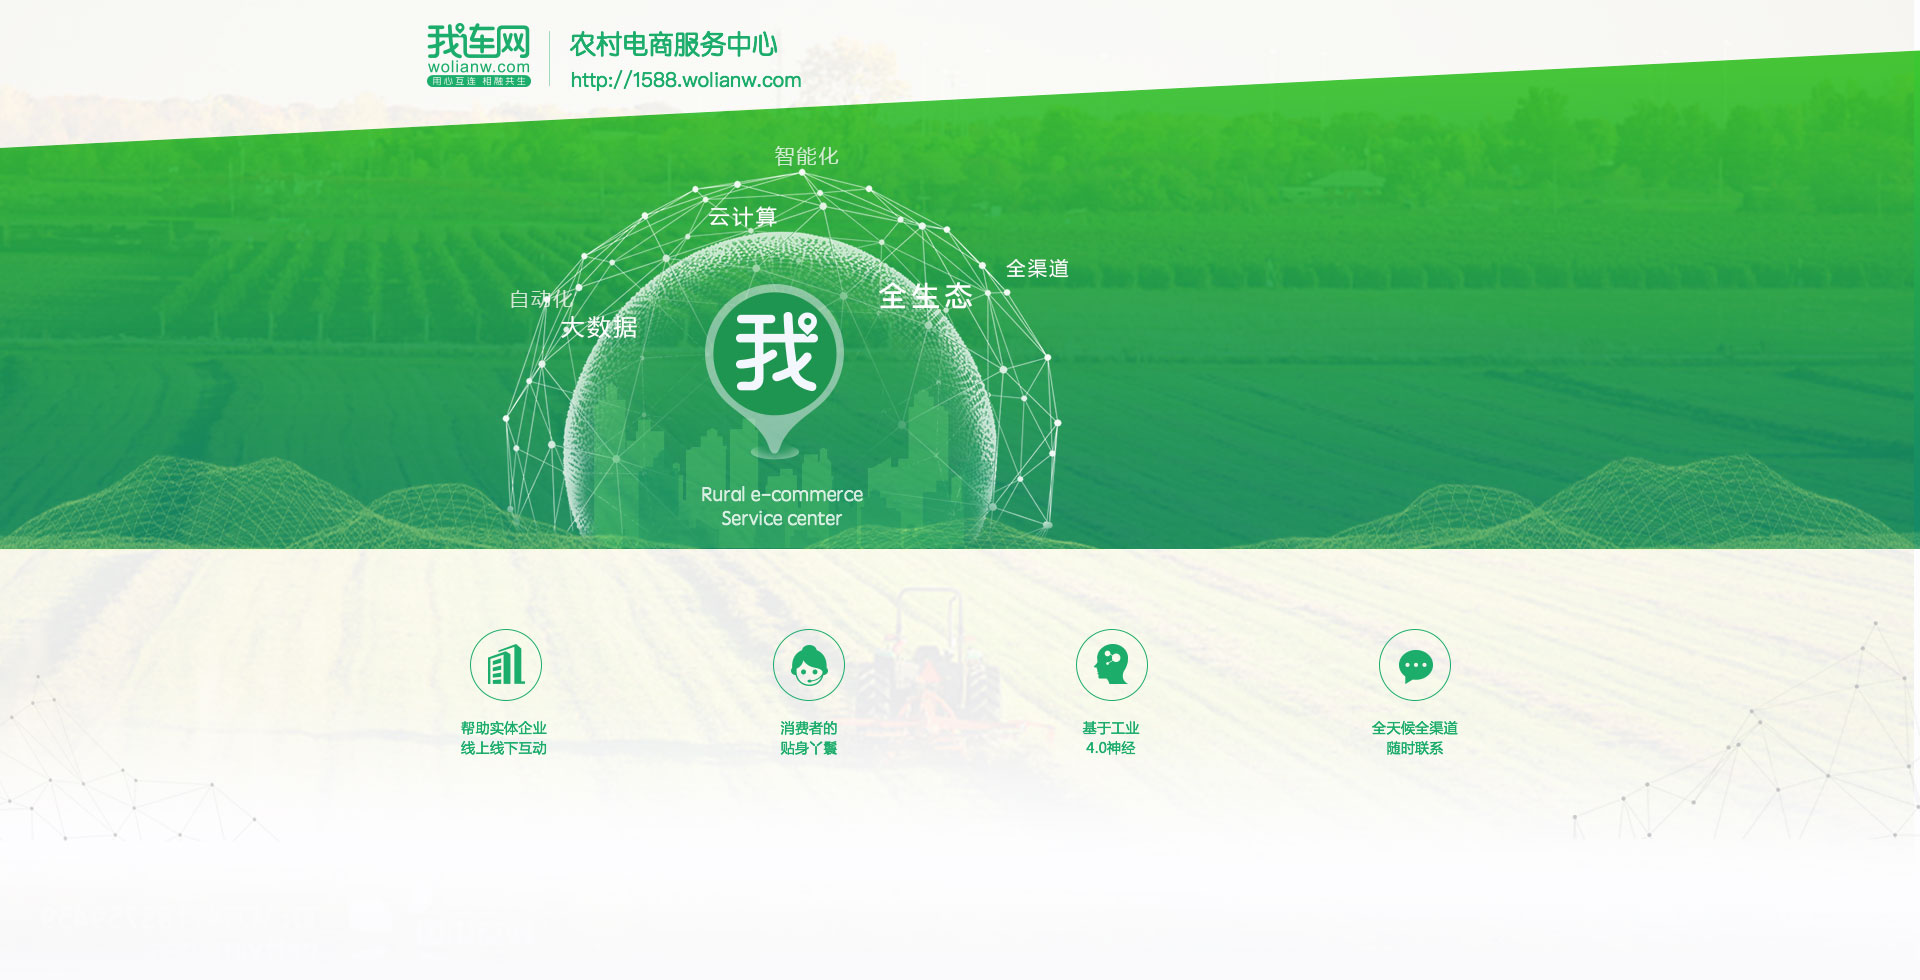 我连网
wolianw.com
用心互连 相融共生
农村电商服务中心
http://1588.wolianw.com
智能化
云计算
全渠道
全生态
自动化
大数据
我
Rural e-commerce
Service center
帮助实体企业
线上线下互动
消费者的
贴身丫鬟
基于工业
4.0神经
全天候全渠道
随时联系